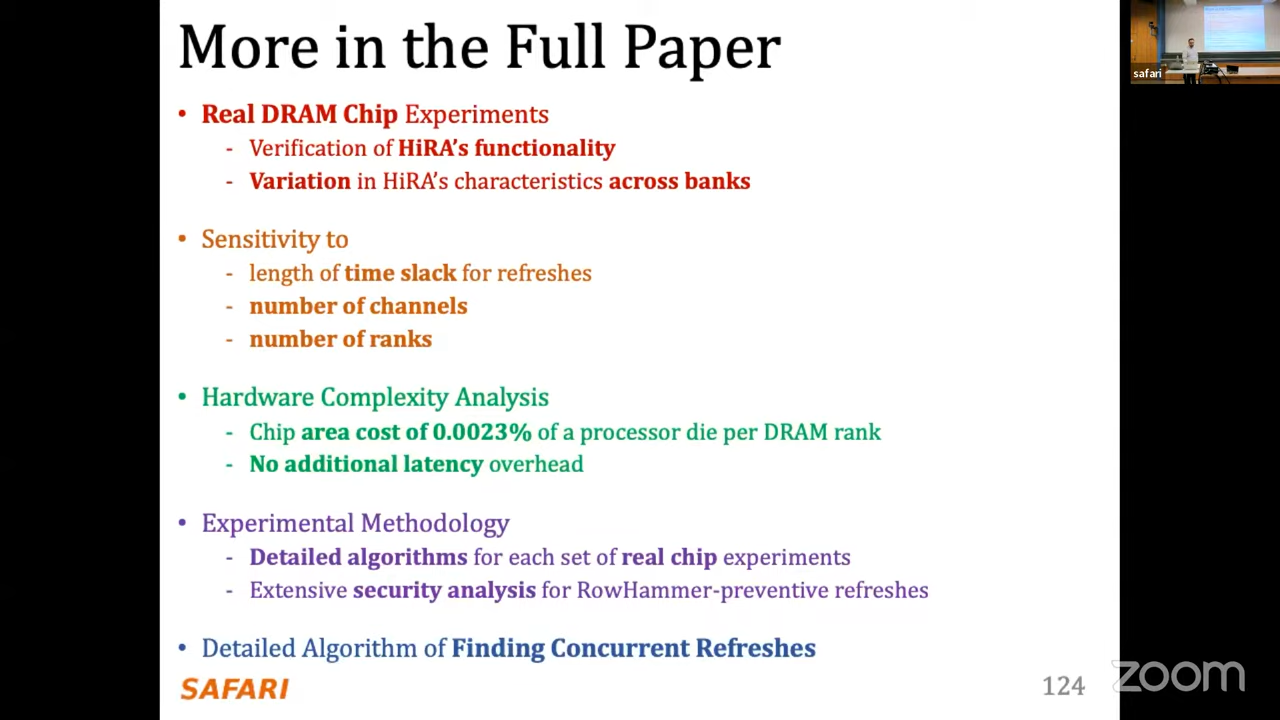 More in the Full Paper
• Real DRAM Chip Experiments
- Verification of HiRA's functionality
- Variation in HiRA's characteristics across banks
• Sensitivity to
- length of time slack for refreshes
- number of channels
- number of ranks
• Hardware Complexity Analysis
- Chip area cost of 0.0023% of a processor die per DRAM rank
- No additional latency overhead
• Experimental Methodology
- Detailed algorithms for each set of real chip experiments
- Extensive security analysis for RowHammer-preventive refreshes
• Detailed Algorithm of Finding Concurrent Refreshes
SAFARI
124
zoom
safari